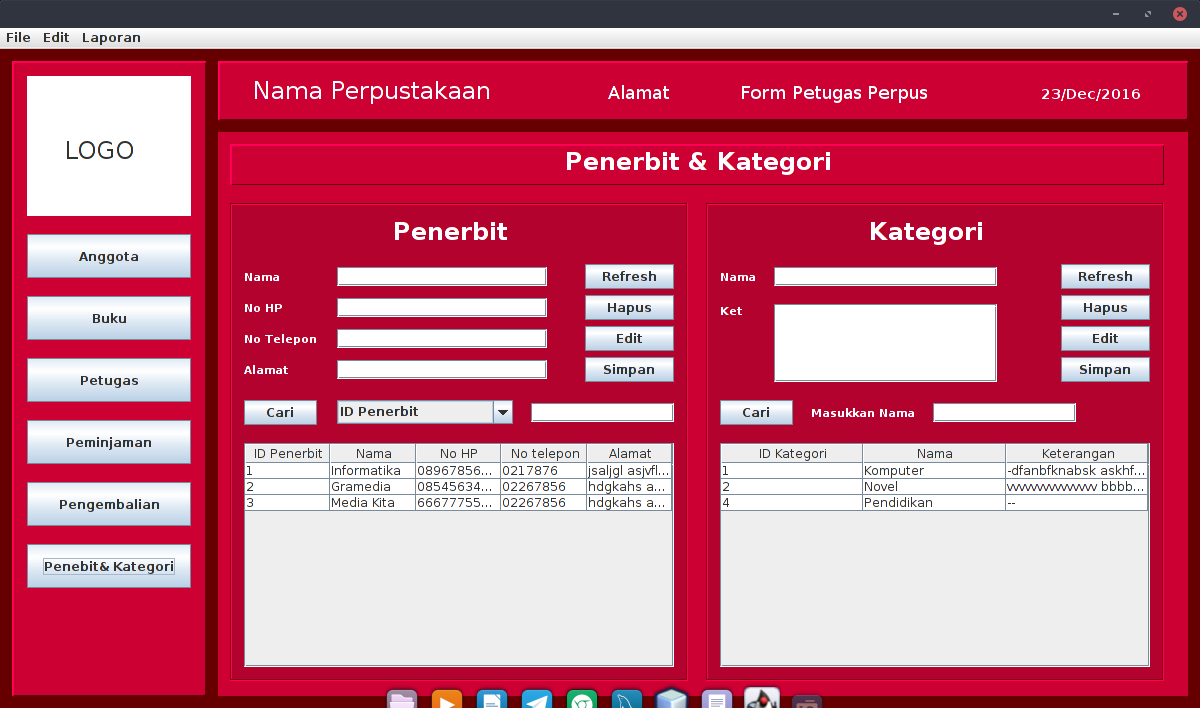 File Edit Laporan
LOGO
Anggota
Buku
Petugas
Peminjaman
Pengembalian
Penebit& Kategori
Nama Perpustakaan Alamat Form Petugas Perpus 23/Dec/2016
Penerbit & Kategori
Penerbit
Nama Refresh
No HP Hapus
No Telepon Edit
Alamat Simpan
Cari ID Penerbit
ID Penerbit Nama No HP No telepon Alamat
1 Informatika 08967856... 0217876 jsaljgl asjvfl...
2 Gramedia 08545634... 02267856 hdgkahs a...
3 Media Kita 66677755... 02267856 hdgkahs a...
Kategori
Nama Refresh
Ket Hapus
Edit
Simpan
Cari Masukkan Nama
ID Kategori Nama Keterangan
1 Komputer -dfanbfknabsk askhf...
2 Novel bbbb...
4 Pendidikan --